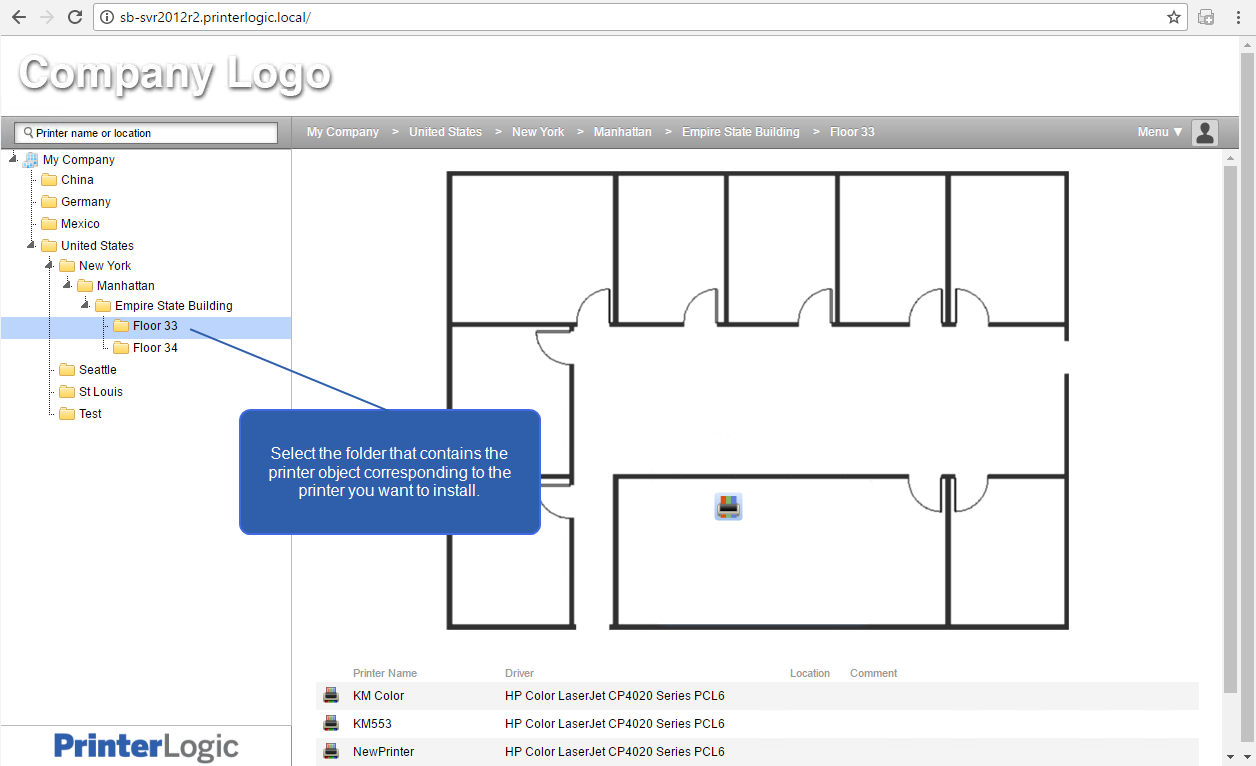 sb-svr2012r2.printerlogic.local/
Company Logo
Printer name or location
My Company > United States > New York > Manhattan > Empire State Building > Floor 33
Menu ▼
My Company
China
Germany
Mexico
United States
New York
Manhattan
Empire State Building
Floor 33
Floor 34
Seattle
St Louis
Test
Select the folder that contains the
printer object corresponding to the
printer you want to install.
Printer Name Driver Location Comment
KM Color HP Color LaserJet CP4020 Series PCL6
KM553 HP Color LaserJet CP4020 Series PCL6
NewPrinter HP Color LaserJet CP4020 Series PCL6
PrinterLogic